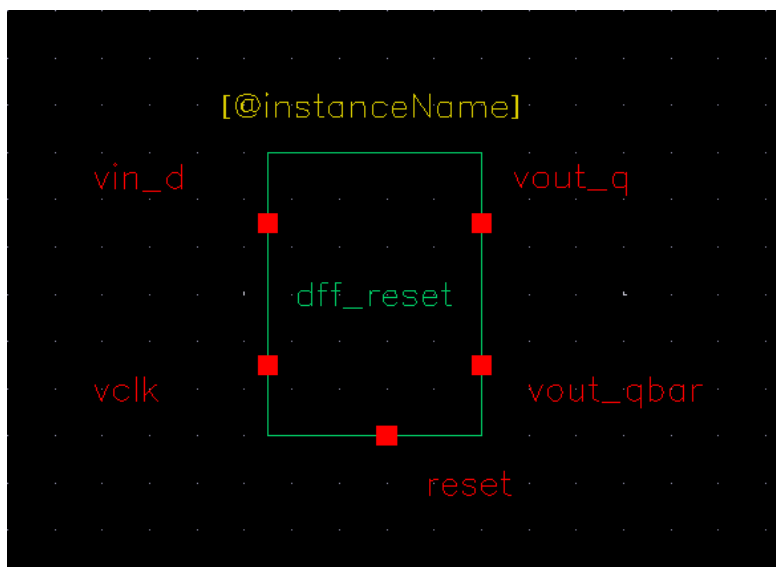 [@instanceName]
vin_d
vout_q
dff_reset
vclk
vout_qbar
reset